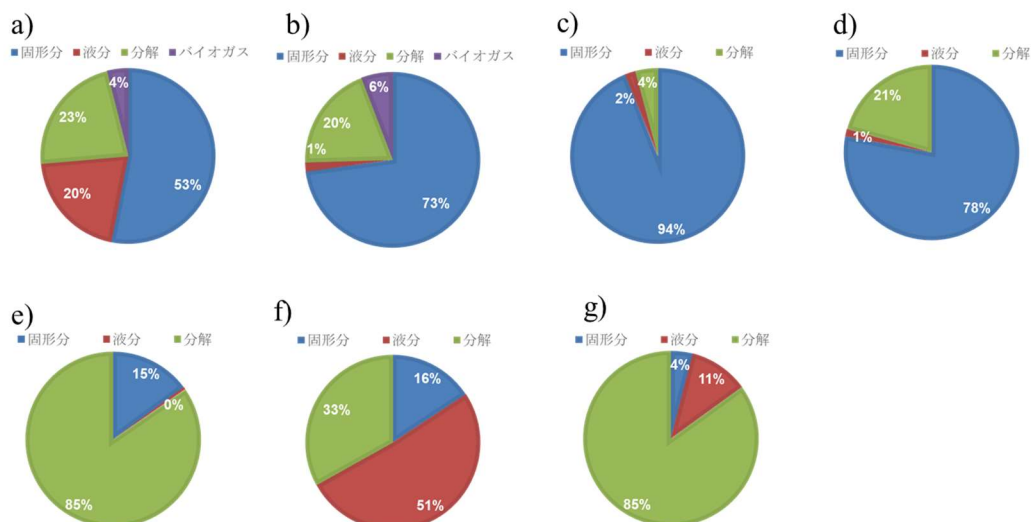 a)
固形分 液分 分解 バイオガス
4%
23%
20%
53%
b)
固形分 液分 分解 バイオガス
6%
20%
1%
73%
c)
固形分 液分 分解
4%
2%
94%
d)
固形分 液分 分解
21%
1%
78%
e)
固形分 液分 分解
15%
0%
85%
f)
固形分 液分 分解
16%
33%
51%
g)
固形分 液分 分解
4%
11%
85%